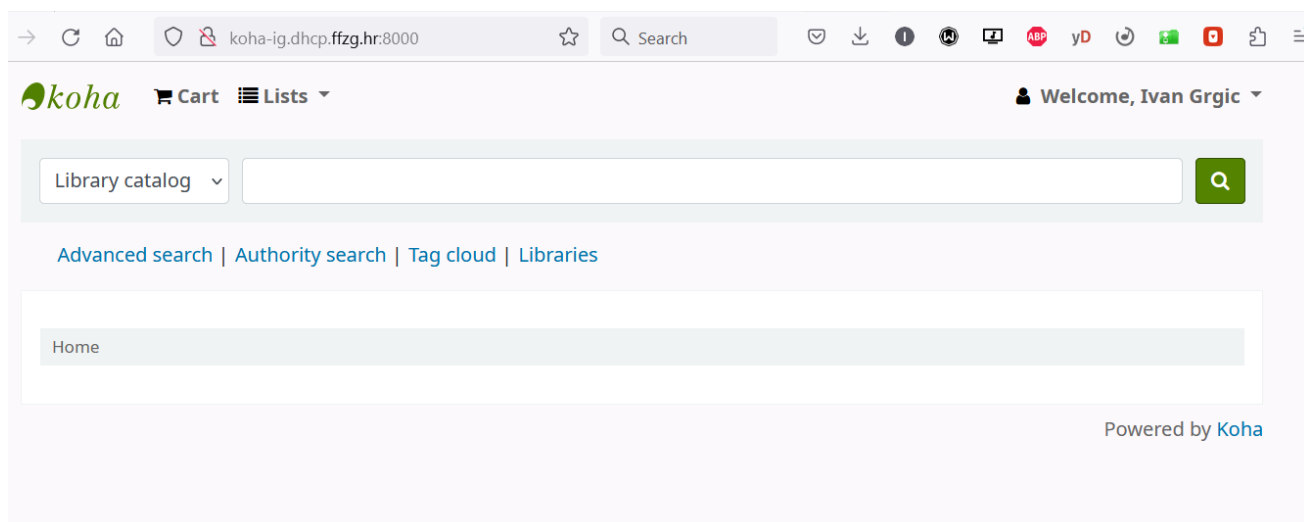 koha-ig.dhcp.ffzg.hr:8000 Search ABP yD
koha Cart Lists Welcome, Ivan Grgic
Library catalog
Advanced search | Authority search | Tag cloud | Libraries
Home
Powered by Koha